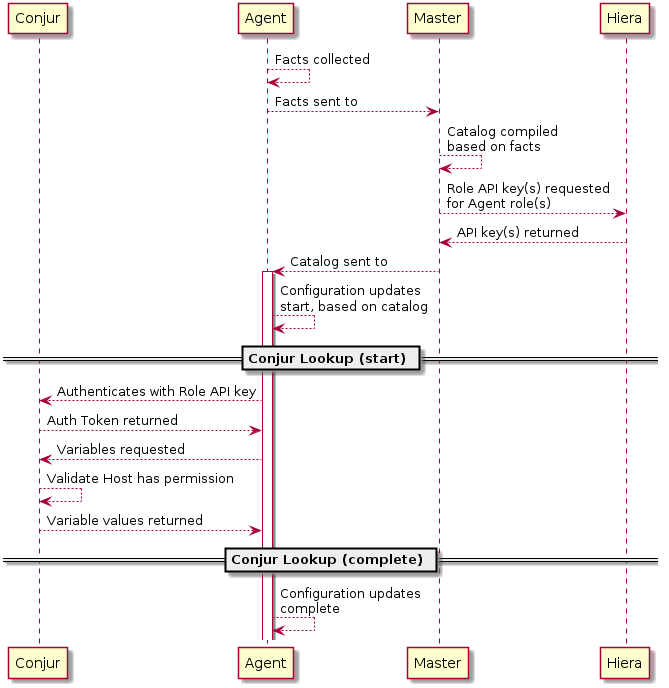 Conjur
Agent
Master
Hiera
Facts collected
Facts sent to
Catalog compiled
based on facts
Role API key(s) requested
for Agent role(s)
API key(s) returned
Catalog sent to
Configuration updates
start, based on catalog
Conjur Lookup (start)
Authenticates with Role API key
Auth Token returned
Variables requested
Validate Host has permission
Variable values returned
Conjur Lookup (complete)
Configuration updates
complete
Conjur
Agent
Master
Hiera